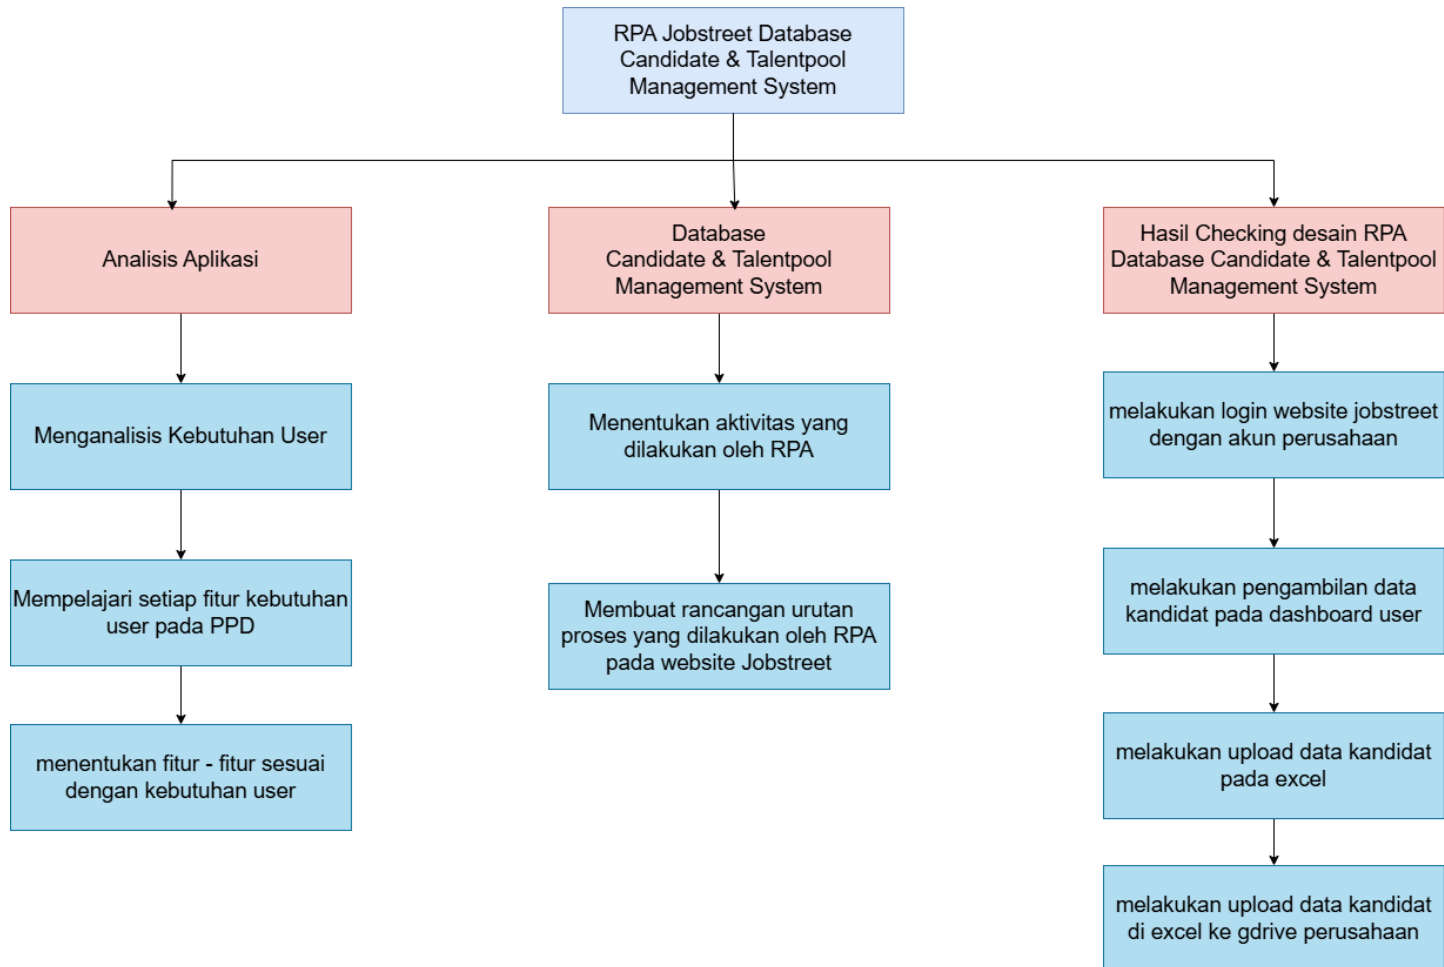 RPA Jobstreet Database
Candidate & Talentpool
Management System
Analisis Aplikasi
Menganalisis Kebutuhan User
Mempelajari setiap fitur kebutuhan
user pada PPD
menentukan fitur - fitur sesuai
dengan kebutuhan user
Database
Candidate & Talentpool
Management System
Menentukan aktivitas yang
dilakukan oleh RPA
Membuat rancangan urutan
proses yang dilakukan oleh RPA
pada website Jobstreet
Hasil Checking desain RPA
Database Candidate & Talentpool
Management System
melakukan login website jobstreet
dengan akun perusahaan
melakukan pengambilan data
kandidat pada dashboard user
melakukan upload data kandidat
pada excel
melakukan upload data kandidat
di excel ke gdrive perusahaan